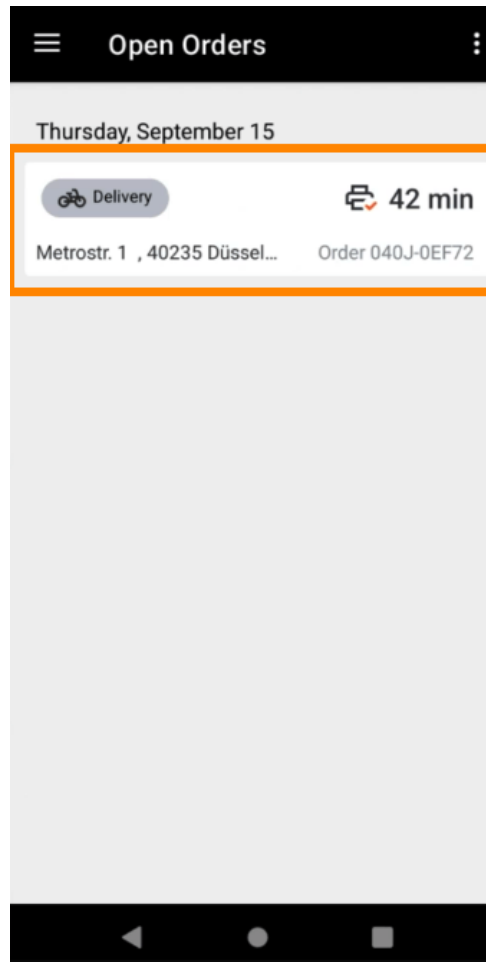 Open Orders
Thursday, September 15
Delivery
42 min
Metrostr. 1 , 40235 Düssel...
Order 040J-0EF72